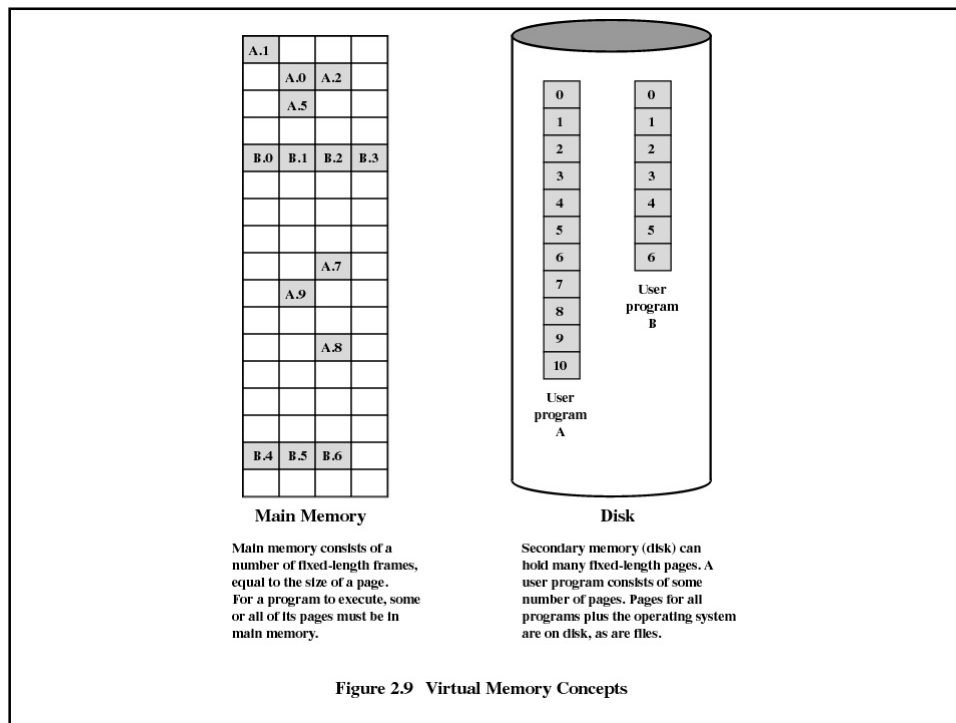 A.1
A.0 A.2
A.5
B.0 B.1 B.2 B.3
A.7
A.9
A.8
B.4 B.5 B.6
Main Memory
Main memory consists of a
number of fixed-length frames,
equal to the size of a page.
For a program to execute, some
or all of its pages must be in
main memory.
0
1
2
3
4
5
6
7
8
9
10
User
program
A
0
1
2
3
4
5
6
User
program
B
Disk
Secondary memory (disk) can
hold many fixed-length pages. A
user program consists of some
number of pages. Pages for all
programs plus the operating system
are on disk, as are files.
Figure 2.9 Virtual Memory Concepts